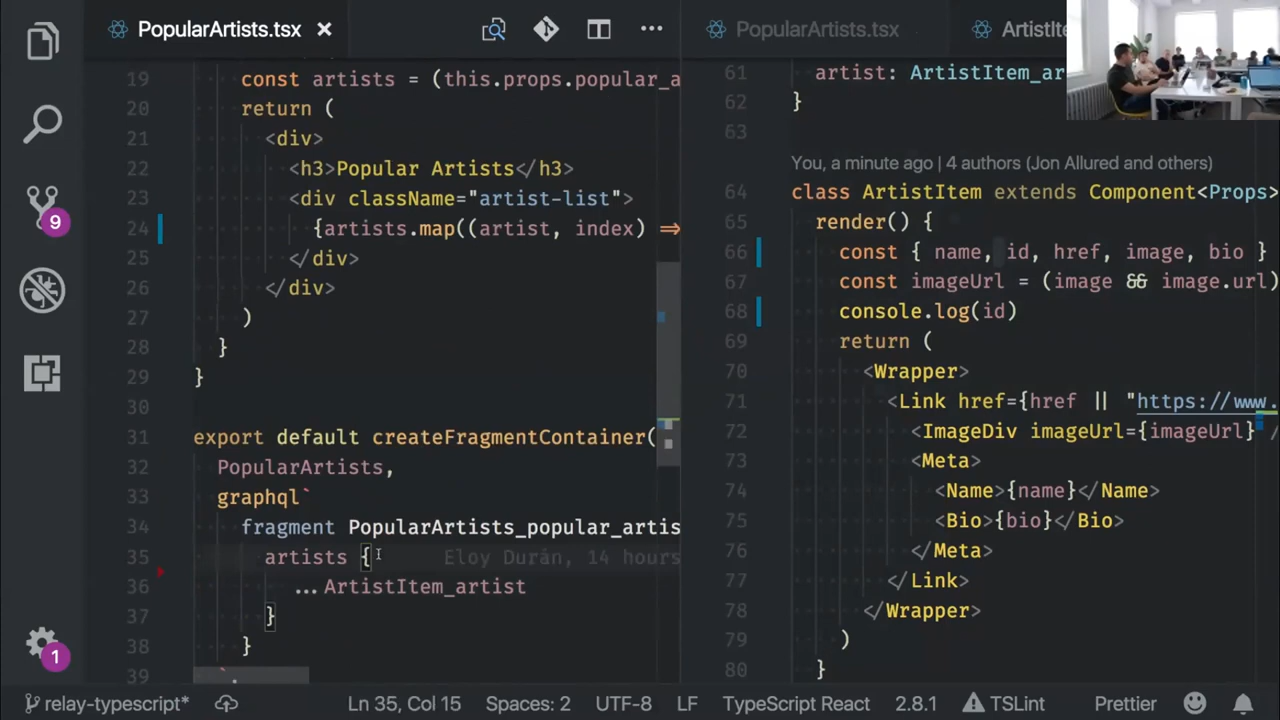 PopularArtists.tsx
19 const artists = (this.props.popular_a
20 return (
21 <div>
22 <h3>Popular Artists</h3>
23 <div className="artist-list">
24 {artists.map((artist, index) =>
25 </div>
26 </div>
27 )
28 }
29 }
30
31 export default createFragmentContainer(
32 PopularArtists,
33 graphql`
34 fragment PopularArtists_popular_artis
35 artists { Eloy Durán, 14 hours
36 ...ArtistItem_artist
37 }
38 }
39 `,
PopularArtists.tsx ArtistIte
61 artist: ArtistItem_ar
62 }
63
You, a minute ago | 4 authors (Jon Allured and others)
64 class ArtistItem extends Component<Props>
65 render() {
66 const { name, id, href, image, bio }
67 const imageUrl = (image && image.url)
68 console.log(id)
69 return (
70 <Wrapper>
71 <Link href={href || "https://www.
72 <ImageDiv imageUrl={imageUrl} /
73 <Meta>
74 <Name>{name}</Name>
75 <Bio>{bio}</Bio>
76 </Meta>
77 </Link>
78 </Wrapper>
79 )
80 }
9
1
relay-typescript* Ln 35, Col 15 Spaces: 2 UTF-8 LF TypeScript React 2.8.1 TSLint Prettier